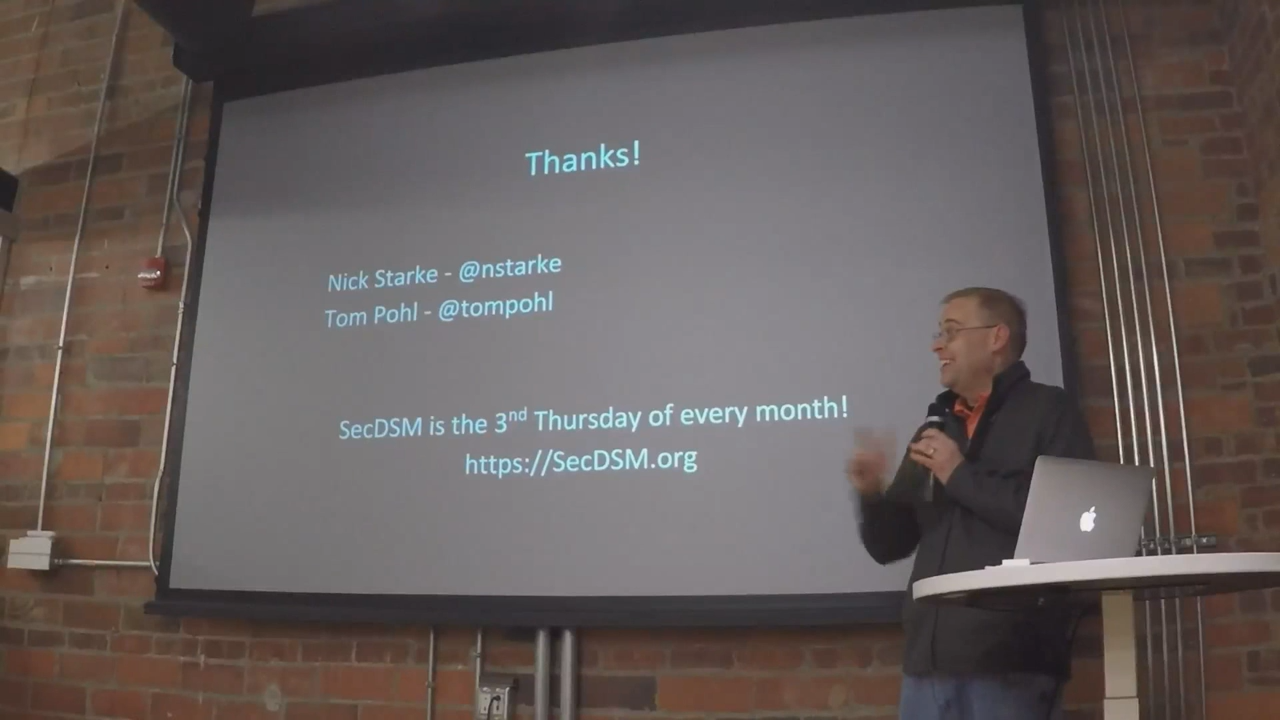 Thanks!
Nick Starke - @nstarke
Tom Pohl - @tompohl
SecDSM is the 3nd Thursday of every month!
https://SecDSM.org